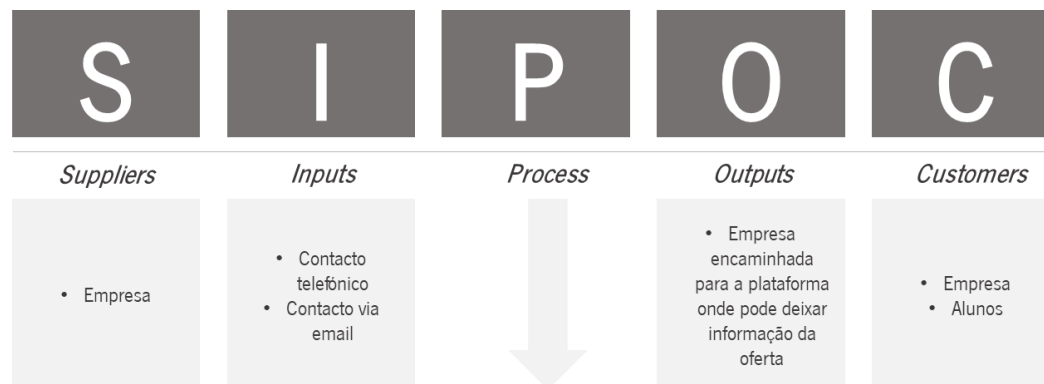 S I P O C
Suppliers Inputs Process Outputs Customers
• Empresa
• Contacto
telefónico
• Contacto via
email
• Empresa
encaminhada
para a plataforma
onde pode deixar
informação da
oferta
• Empresa
• Alunos